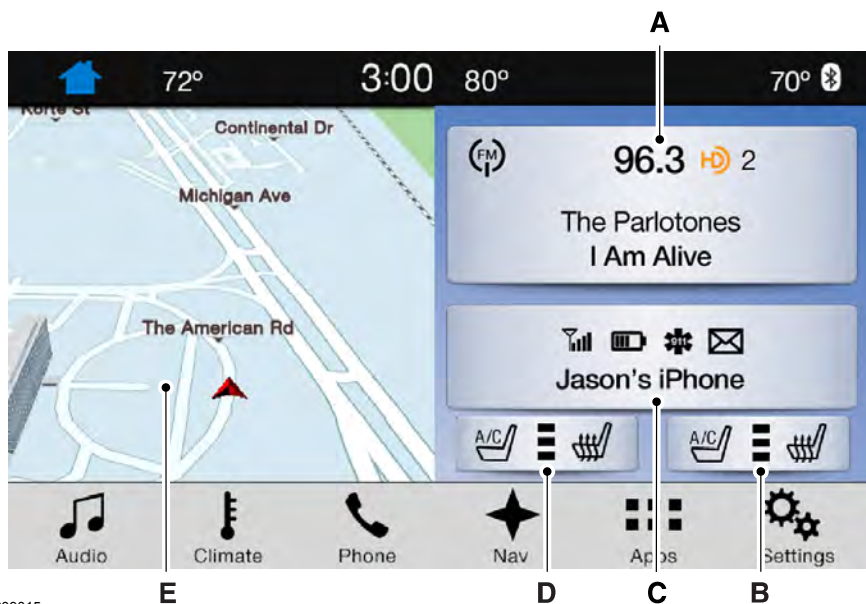 A
72° 3:00 80° 70°
Korte St
Continental Dr
Michigan Ave
The American Rd
FM 96.3 HD 2
The Parlotones
I Am Alive
911
Jason's iPhone
A/C A/C
Audio Climate Phone Nav Apps Settings
E D C B